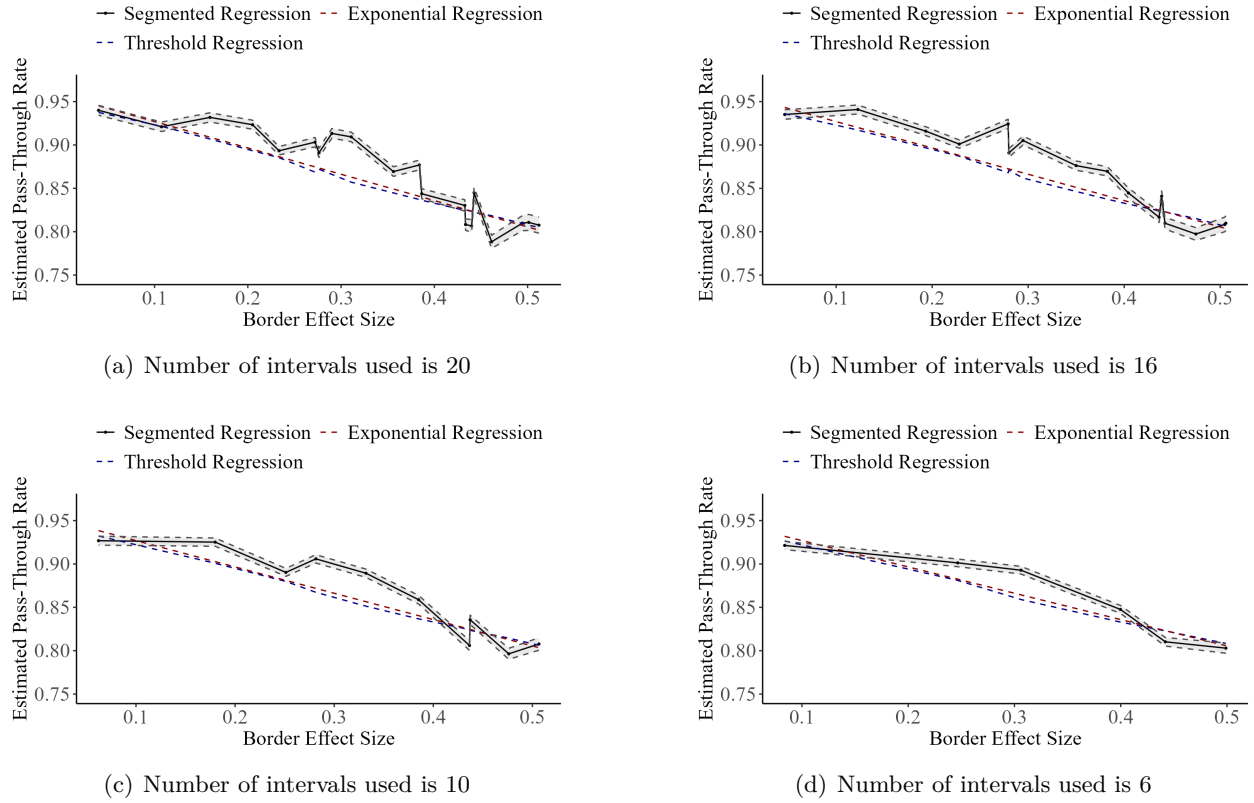 Segmented Regression Exponential Regression
Threshold Regression
Estimated Pass-Through Rate
0.95
0.90
0.85
0.80
0.75
0.1 0.2 0.3 0.4 0.5
Border Effect Size
(a) Number of intervals used is 20
Segmented Regression Exponential Regression
Threshold Regression
Estimated Pass-Through Rate
0.95
0.90
0.85
0.80
0.75
0.1 0.2 0.3 0.4 0.5
Border Effect Size
(b) Number of intervals used is 16
Segmented Regression Exponential Regression
Threshold Regression
Estimated Pass-Through Rate
0.95
0.90
0.85
0.80
0.75
0.1 0.2 0.3 0.4 0.5
Border Effect Size
(c) Number of intervals used is 10
Segmented Regression Exponential Regression
Threshold Regression
Estimated Pass-Through Rate
0.95
0.90
0.85
0.80
0.75
0.1 0.2 0.3 0.4 0.5
Border Effect Size
(d) Number of intervals used is 6